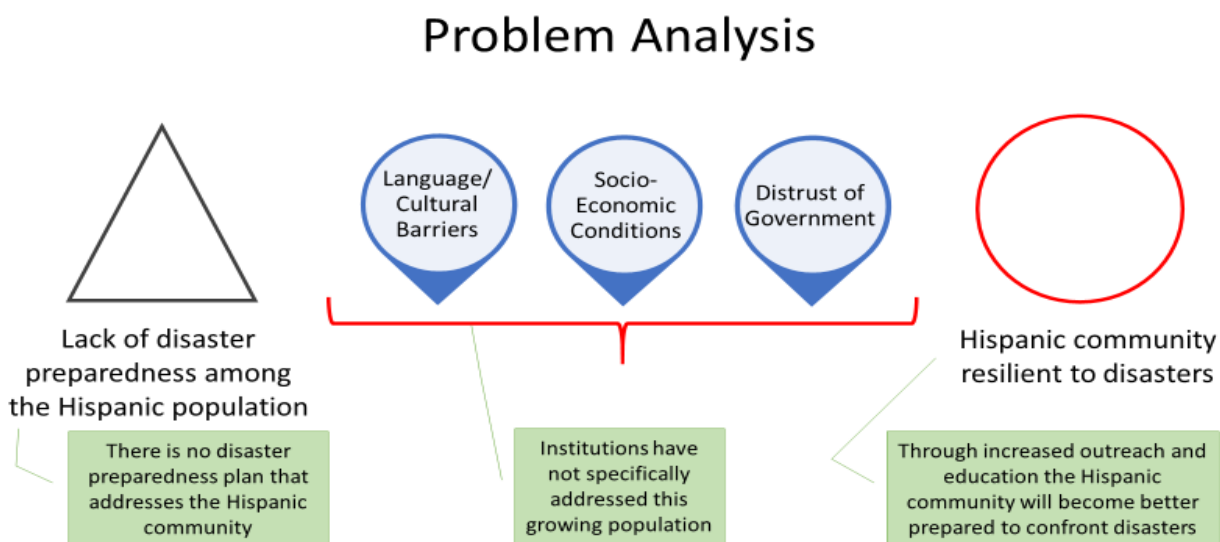 Problem Analysis
Language/
Cultural
Barriers
Socio-
Economic
Conditions
Distrust of
Government
Lack of disaster
preparedness among
the Hispanic population
Hispanic community
resilient to disasters
There is no disaster
preparedness plan that
addresses the Hispanic
community
Institutions have
not specifically
addressed this
growing population
Through increased outreach and
education the Hispanic
community will become better
prepared to confront disasters